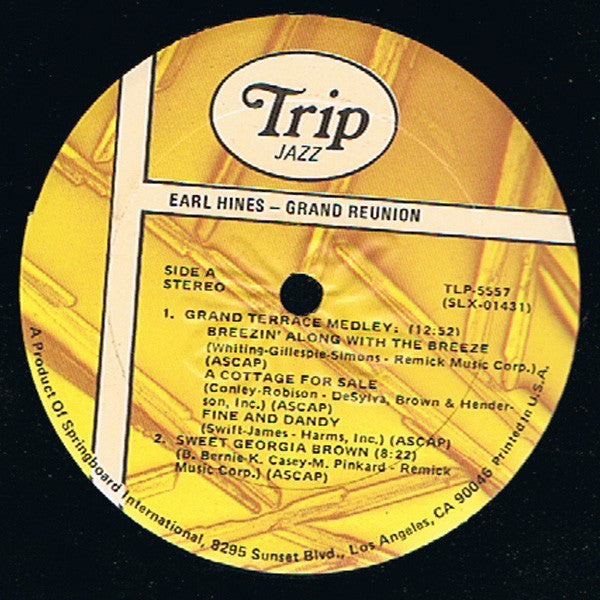 Trip
JAZZ
EARL HINES – GRAND REUNION
SIDE A
STEREO
TLP-5557
(SLX-01431)
1. GRAND TERRACE MEDLEY: (12:52)
BREEZIN' ALONG WITH THE BREEZE
(Whiting-Gillespie-Simons - Remick Music Corp.)
(ASCAP)
A COTTAGE FOR SALE
(Conley-Robison - DeSylva, Brown & Hender-
son, Inc.) (ASCAP)
FINE AND DANDY
(Swift-James - Harms, Inc.) (ASCAP)
2. SWEET GEORGIA BROWN (8:22)
(B. Bernie-K. Casey-M. Pinkard - Remick
Music Corp.) (ASCAP)
A Product Of Springboard International, 8295 Sunset Blvd., Los Angeles, CA 90046 Printed in U.S.A.